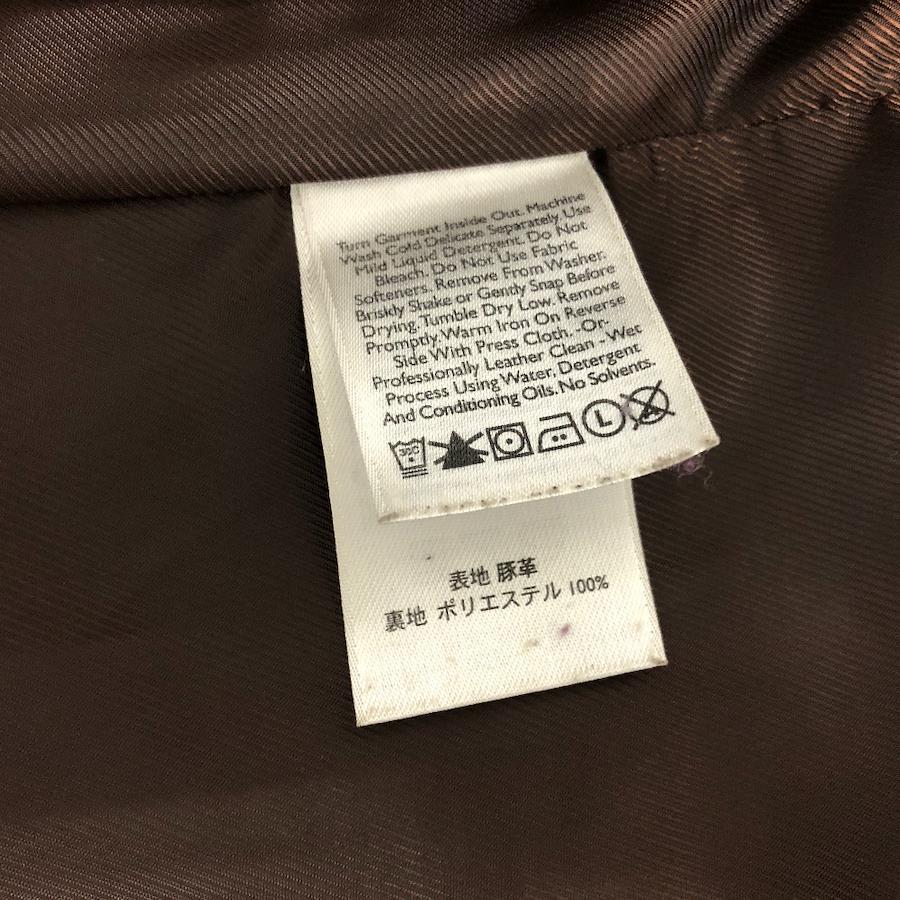 Turn Garment Inside Out. Machine
Wash Cold Delicate Separately. Use
Mild Liquid Detergent. Do Not
Bleach. Do Not Use Fabric
Softeners. Remove From Washer.
Briskly Shake or Gently Snap Before
Drying. Tumble Dry Low. Remove
Promptly. Warm Iron On Reverse
Side With Press Cloth. -Or-
Professionally Leather Clean - Wet
Process Using Water. Detergent
And Conditioning Oils. No Solvents.
30C L
表地 豚革
裏地 ポリエステル 100%